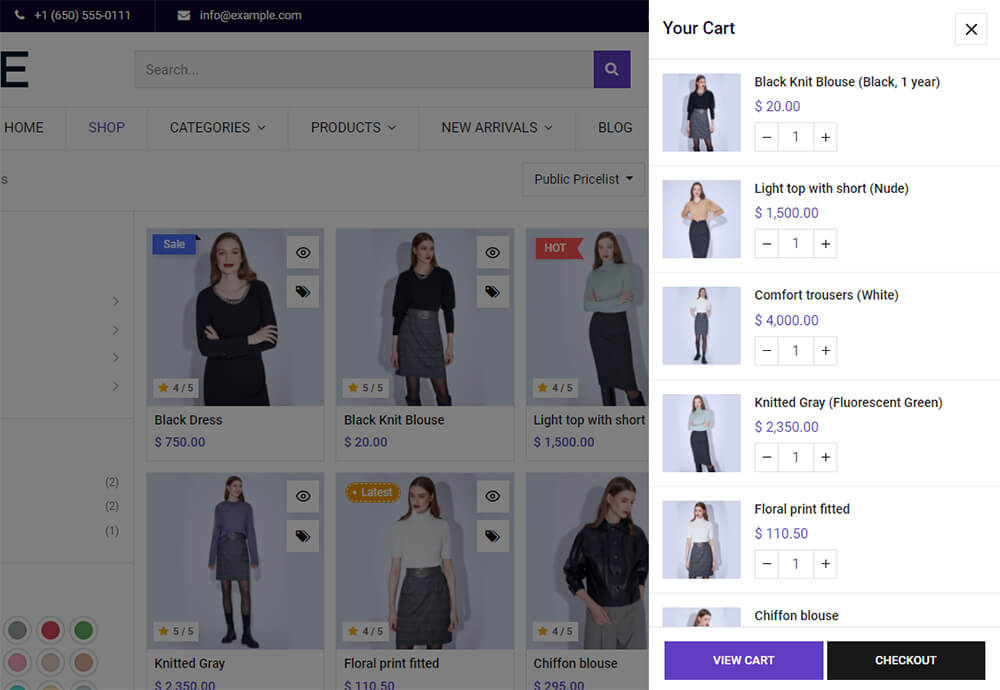 +1 (650) 555-0111
info@example.com
E
Search...
HOME
SHOP
CATEGORIES
PRODUCTS
NEW ARRIVALS
BLOG
s
Public Pricelist
Sale
4 / 5
Black Dress
$ 750.00
5 / 5
Black Knit Blouse
$ 20.00
HOT
4 / 5
Light top with short
$ 1,500.00
(2)
(2)
(1)
5 / 5
Knitted Gray
$ 2,350.00
Latest
4 / 5
Floral print fitted
$ 110.50
4 / 5
Chiffon blouse
$ 295.00
Your Cart
Black Knit Blouse (Black, 1 year)
$ 20.00
− 1 +
Light top with short (Nude)
$ 1,500.00
− 1 +
Comfort trousers (White)
$ 4,000.00
− 1 +
Knitted Gray (Fluorescent Green)
$ 2,350.00
− 1 +
Floral print fitted
$ 110.50
− 1 +
Chiffon blouse
VIEW CART
CHECKOUT